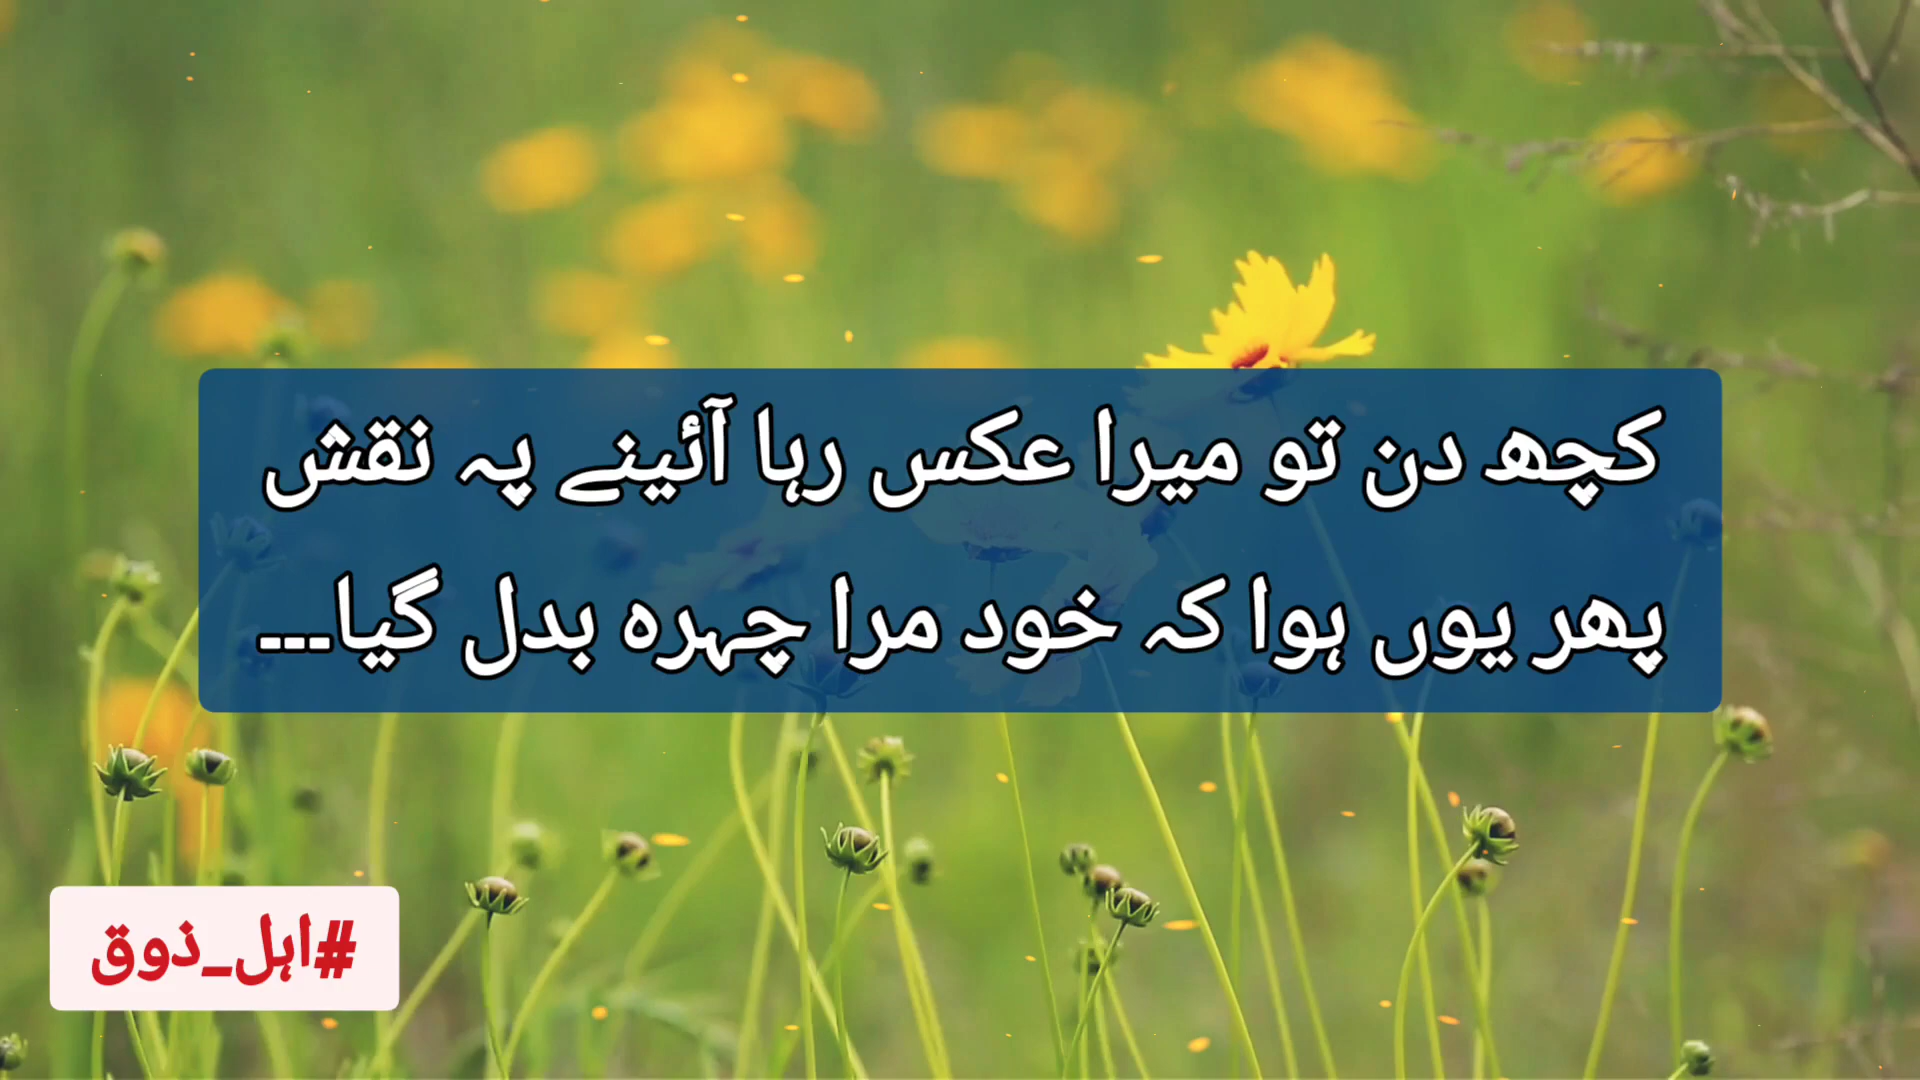 کچھ دن تو میرا عکس رہا آئینے پہ نقش
پھر یوں ہوا کہ خود مرا چہرہ بدل گیا۔۔۔
#اہل_ذوق